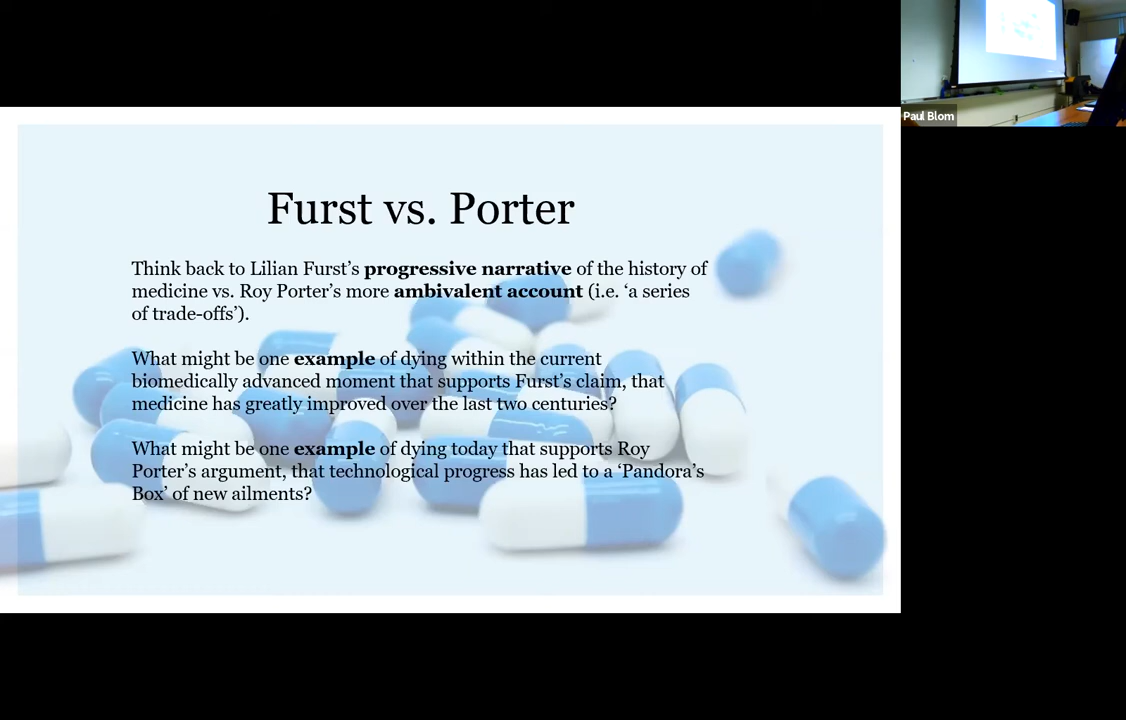 Paul Blom
Furst vs. Porter
Think back to Lilian Furst’s progressive narrative of the history of
medicine vs. Roy Porter’s more ambivalent account (i.e. ‘a series
of trade-offs’).
What might be one example of dying within the current
biomedically advanced moment that supports Furst’s claim, that
medicine has greatly improved over the last two centuries?
What might be one example of dying today that supports Roy
Porter’s argument, that technological progress has led to a ‘Pandora’s
Box’ of new ailments?